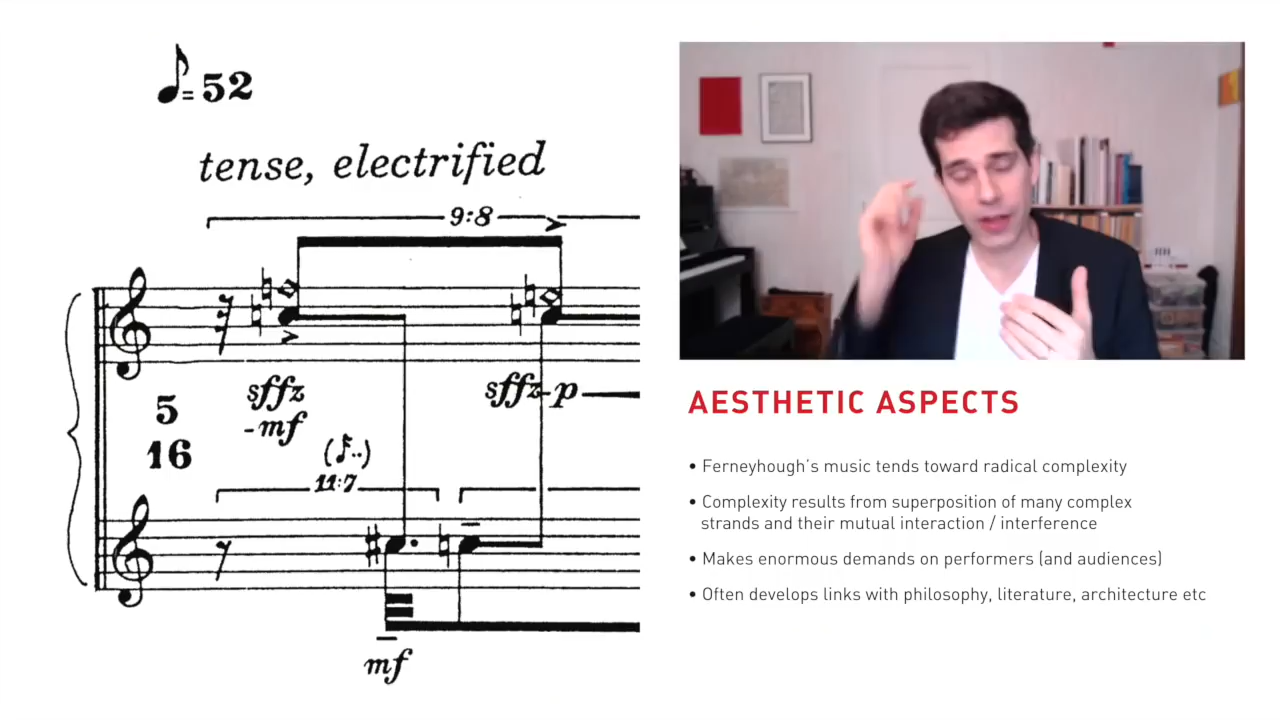 ♪= 52
tense, electrified
9:8
5
16
sffz
-mf
sffz-p
(♪..)
11:7
mf
AESTHETIC ASPECTS
• Ferneyhough's music tends toward radical complexity
• Complexity results from superposition of many complex
strands and their mutual interaction / interference
• Makes enormous demands on performers (and audiences)
• Often develops links with philosophy, literature, architecture etc